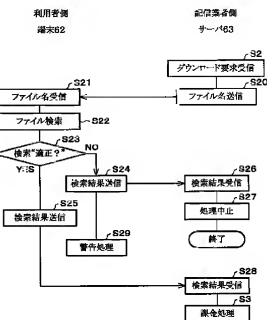 利用者側
端末62
配信業者側
サーバ63
S2
ダウンロード要求受信
S21
S20
ファイル名受信
ファイル名送信
ファイル検索
S22
S23
検索"適正?"
NO
YES
S24
検索結果送信
S26
検索結果受信
S25
検索結果送信
S27
処理中止
S29
警告処理
終了
S28
検索結果受信
S3
課金処理